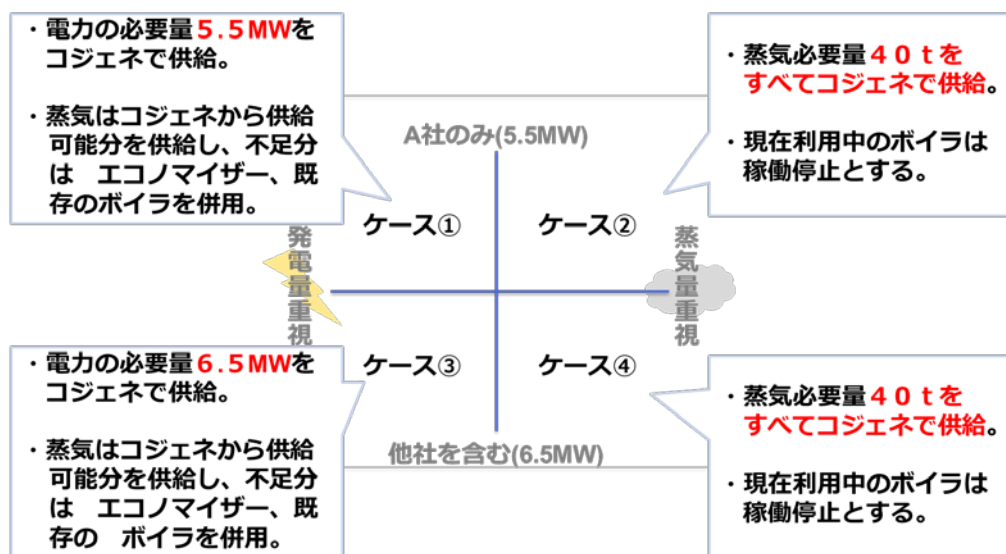 ・電力の必要量5.5MWを
コジェネで供給。
・蒸気はコジェネから供給
可能分を供給し、不足分
は　エコノマイザー、既
存のボイラを併用。
・蒸気必要量４０ｔを
すべてコジェネで供給。
・現在利用中のボイラは
稼働停止とする。
A社のみ(5.5MW)
ケース①
ケース②
発電量重視
蒸気量重視
ケース③
ケース④
他社を含む(6.5MW)
・電力の必要量6.5MWを
コジェネで供給。
・蒸気はコジェネから供給
可能分を供給し、不足分
は　エコノマイザー、既
存の　ボイラを併用。
・蒸気必要量４０ｔを
すべてコジェネで供給。
・現在利用中のボイラは
稼働停止とする。